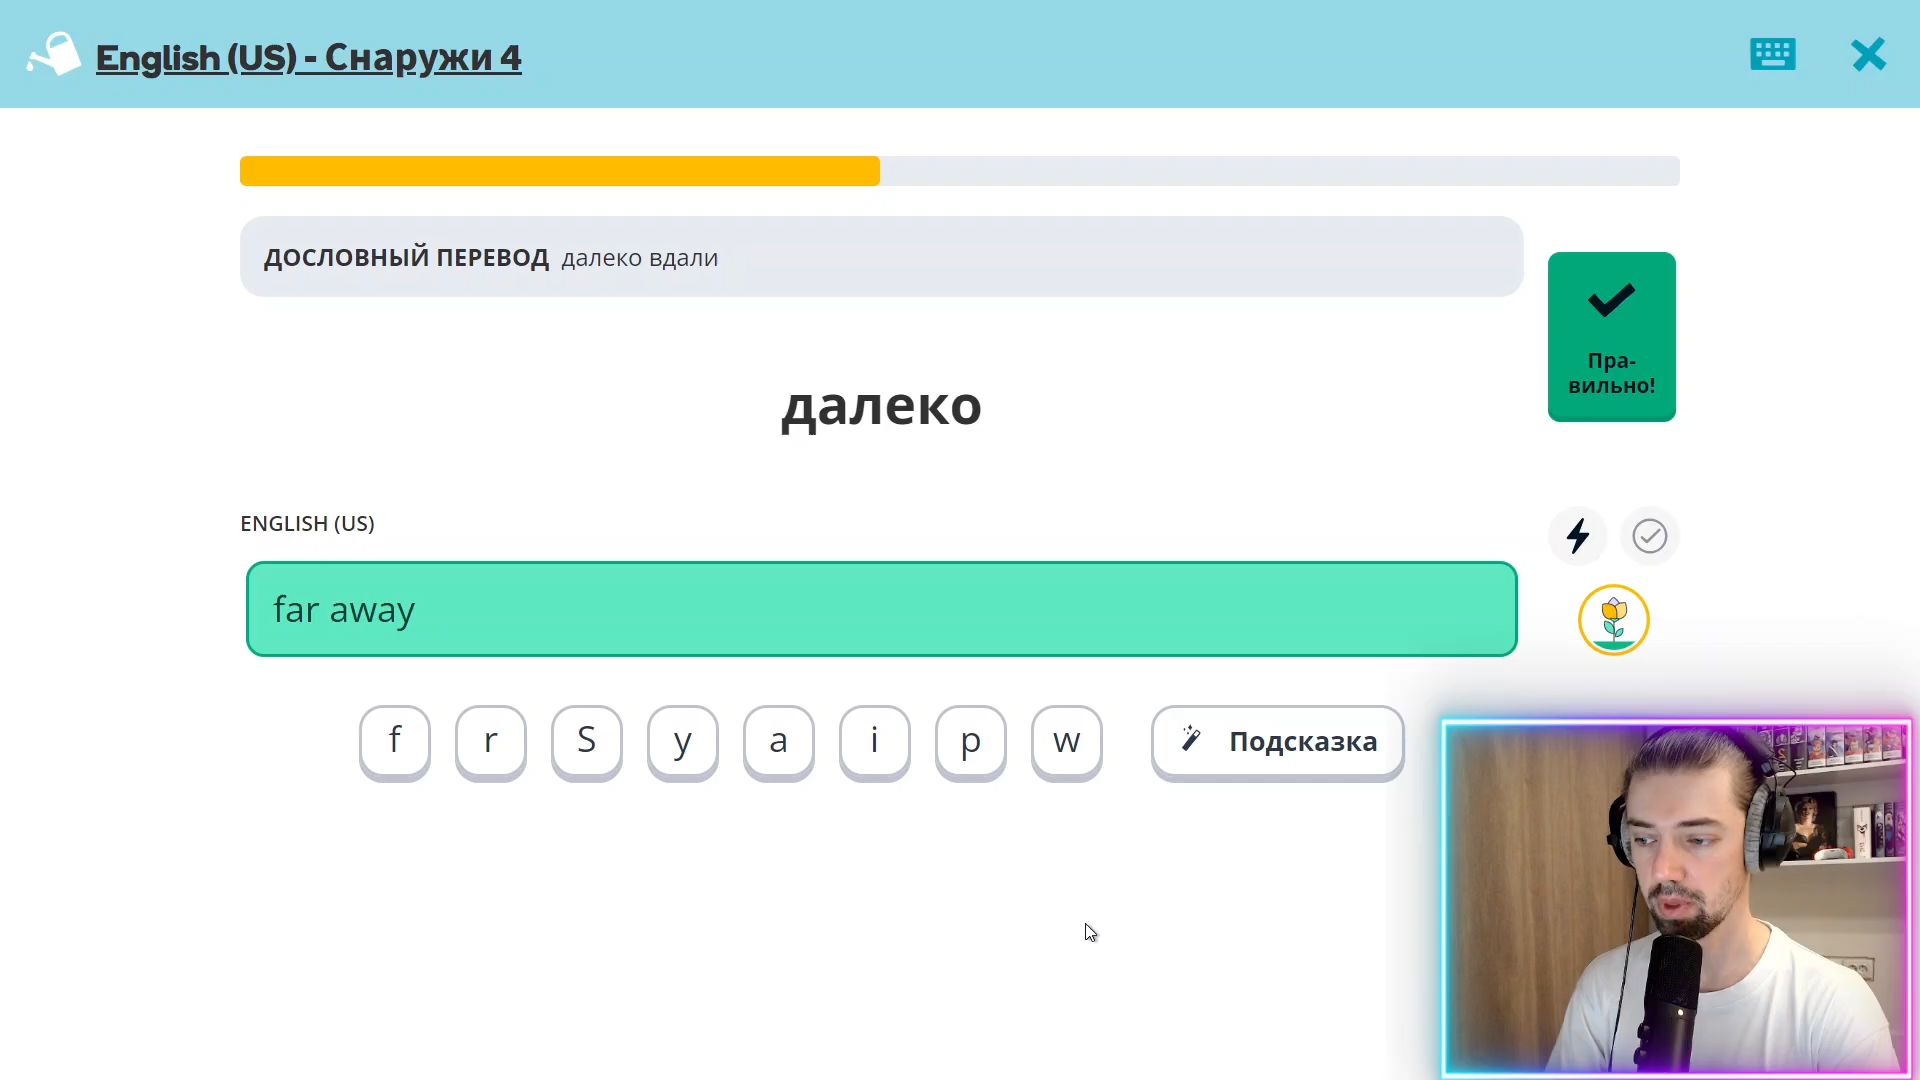 English (US) - Снаружи 4
ДОСЛОВНЫЙ ПЕРЕВОД далеко вдали
Пра-
вильно!
далеко
ENGLISH (US)
far away
f r S y a i p w Подсказка